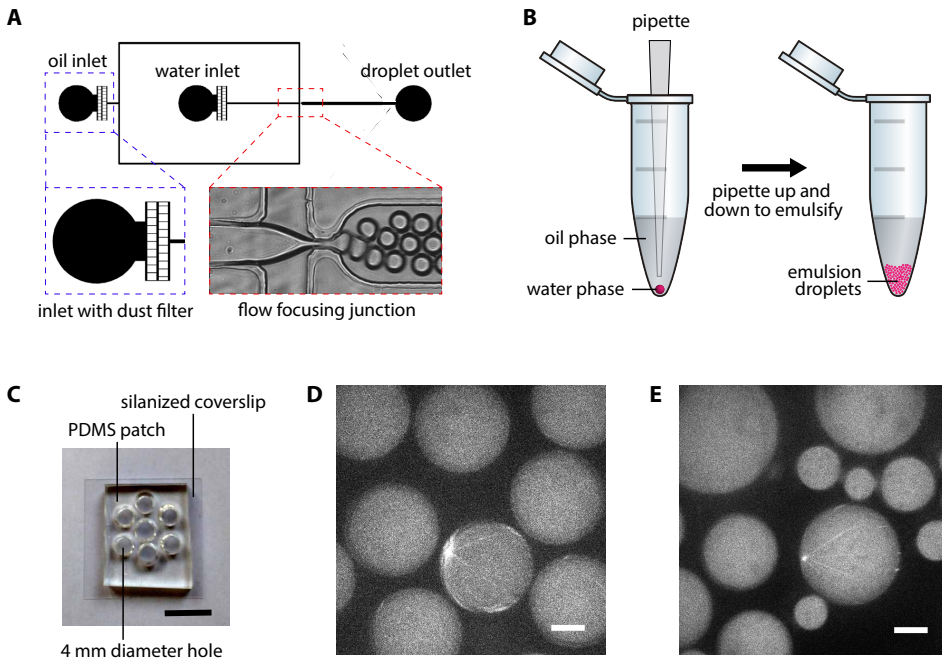 A
oil inlet
water inlet
droplet outlet
inlet with dust filter
flow focusing junction
B
pipette
pipette up and
down to emulsify
oil phase
water phase
emulsion
droplets
C
silanized coverslip
PDMS patch
4 mm diameter hole
D
E